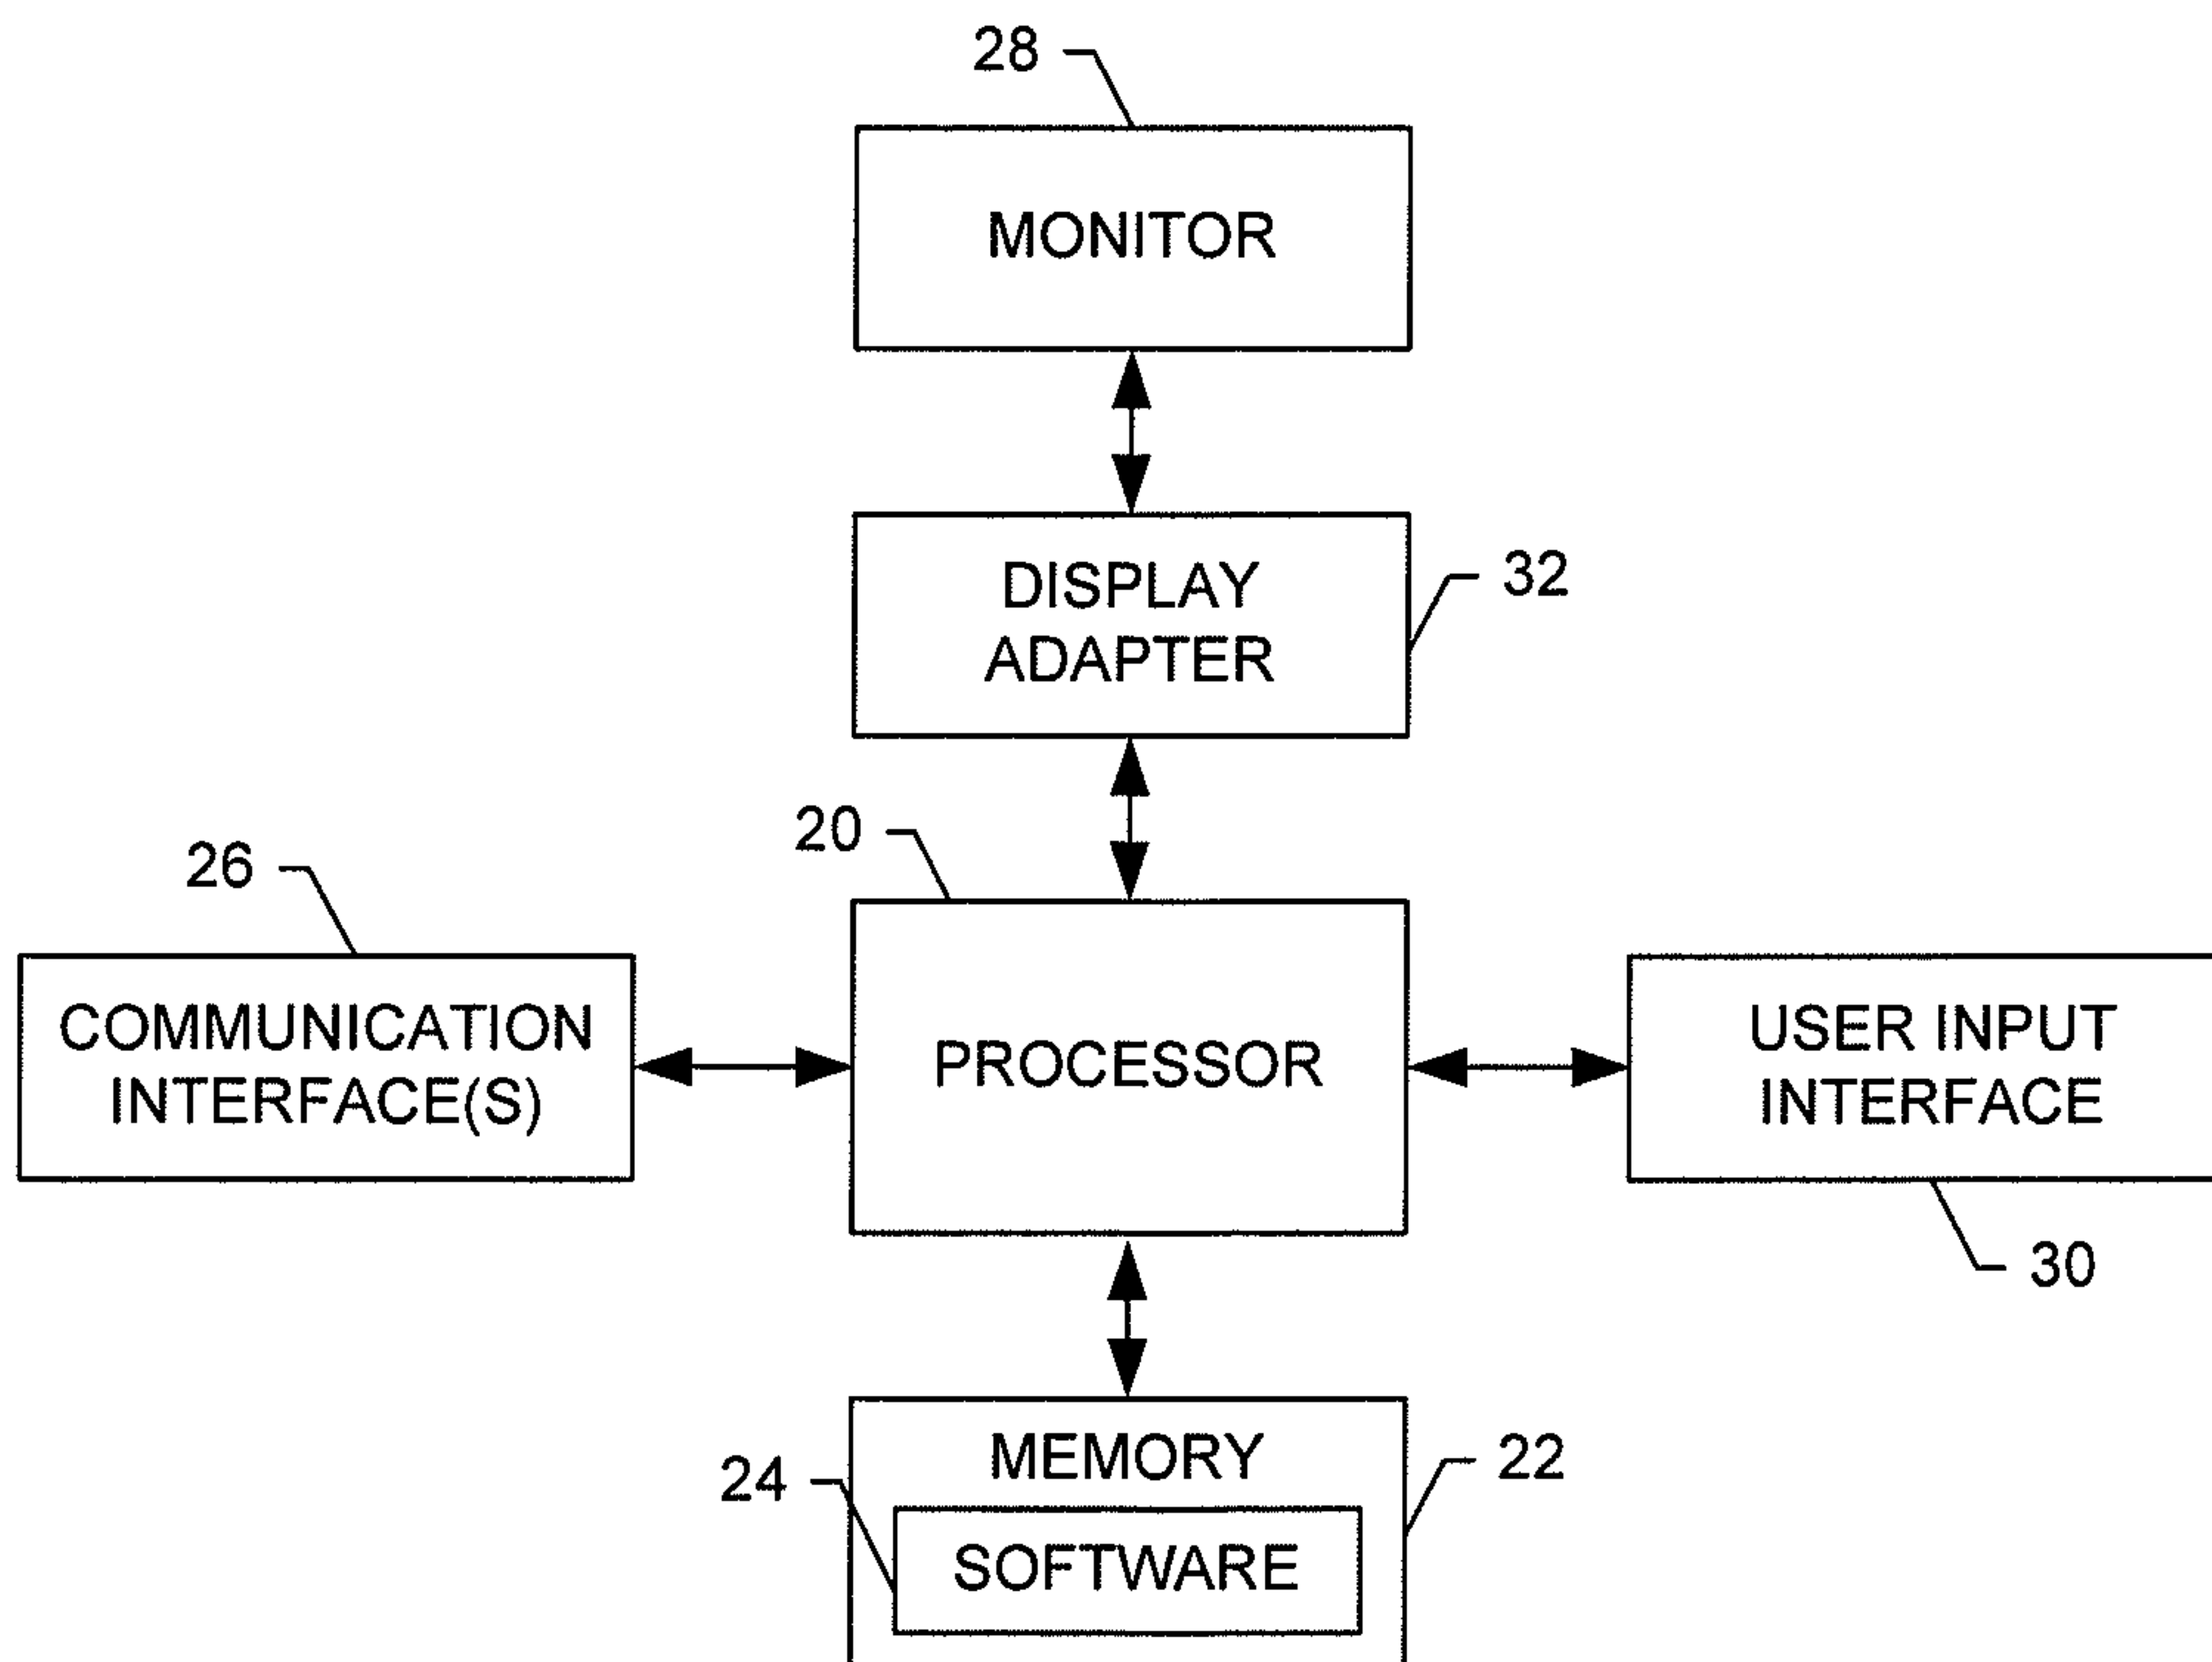 28
MONITOR
DISPLAY
ADAPTER
32
20
26
COMMUNICATION
INTERFACE(S)
PROCESSOR
USER INPUT
INTERFACE
30
MEMORY
22
24
SOFTWARE